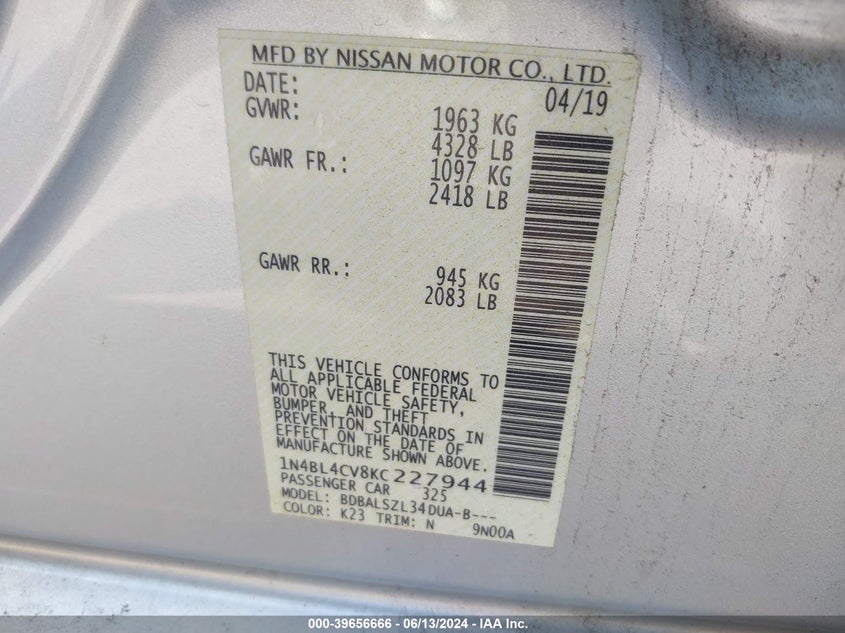 MFD BY NISSAN MOTOR CO., LTD.
DATE: 04/19
GVWR: 1963 KG
4328 LB
GAWR FR.: 1097 KG
2418 LB
GAWR RR.: 945 KG
2083 LB
THIS VEHICLE CONFORMS TO
ALL APPLICABLE FEDERAL
MOTOR VEHICLE SAFETY,
BUMPER, AND THEFT
PREVENTION STANDARDS IN
EFFECT ON THE DATE OF
MANUFACTURE SHOWN ABOVE.
1N4BL4CV8KC227944
PASSENGER CAR 325
MODEL: BDBALSZL34DUA-B---
COLOR: K23 TRIM: N 9N00A
000-39656666 - 06/13/2024 - IAA Inc.